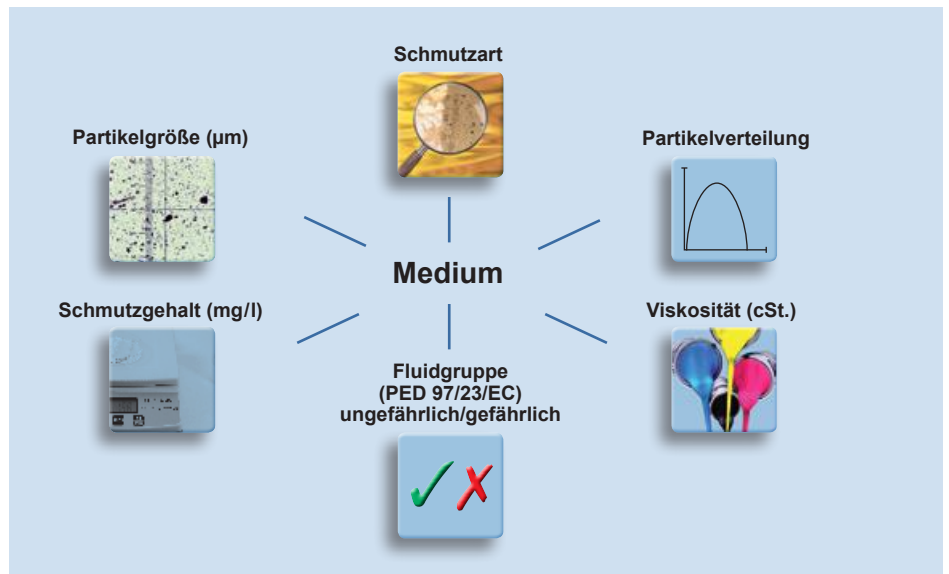 Schmutzart
Partikelgröße (µm)
Partikelverteilung
Medium
Schmutzgehalt (mg/l)
Viskosität (cSt.)
Fluidgruppe
(PED 97/23/EC)
ungefährlich/gefährlich